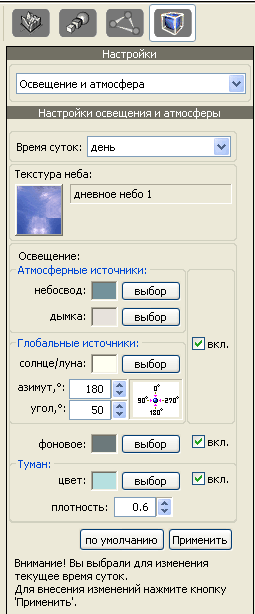 Настройки
Освещение и атмосфера
Настройки освещения и атмосферы
Время суток: день
Текстура неба:
дневное небо 1
Освещение:
Атмосферные источники:
небосвод: выбор
дымка: выбор
вкл.
Глобальные источники:
солнце/луна: выбор
азимут,°: 180
угол,°: 50
0°
90° 270°
180°
фоновое: выбор вкл.
Туман:
цвет: выбор вкл.
плотность: 0.6
по умолчанию Применить
Внимание! Вы выбрали для изменения
текущее время суток.
Для внесения изменений нажмите кнопку
'Применить'.